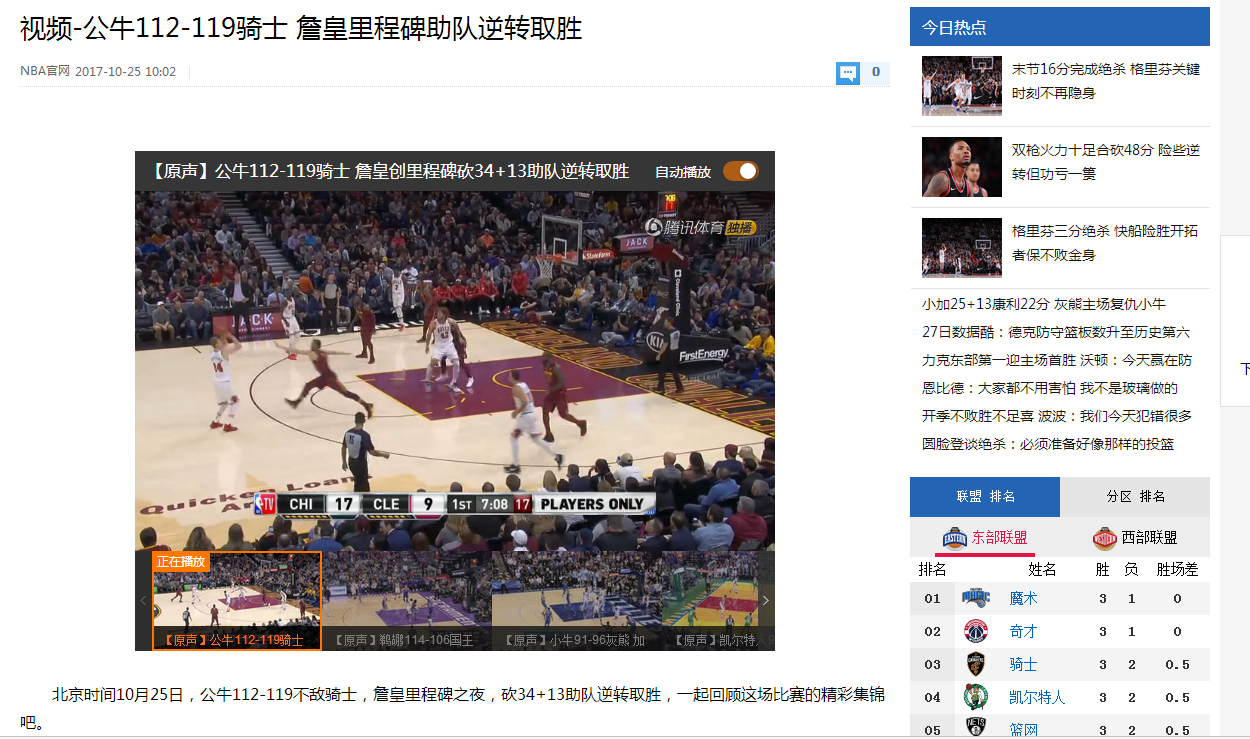 视频-公牛112-119骑士 詹皇里程碑助队逆转取胜
NBA官网 2017-10-25 10:02
0
【原声】公牛112-119骑士 詹皇创里程碑砍34+13助队逆转取胜
自动播放
腾讯体育 独播
JACK
StateFarm
JACK
KIA
FirstEnergy
Quicken Loans
TV CHI 17 CLE 9 1ST 7:08 17 PLAYERS ONLY
正在播放
【原声】公牛112-119骑士
【原声】鹈鹕114-106国王
【原声】小牛91-96灰熊 加
【原声】凯尔特人
北京时间10月25日，公牛112-119不敌骑士，詹皇里程碑之夜，砍34+13助队逆转取胜，一起回顾这场比赛的精彩集锦
吧。
今日热点
末节16分完成绝杀 格里芬关键
时刻不再隐身
双枪火力十足合砍48分 险些逆
转但功亏一篑
格里芬三分绝杀 快船险胜开拓
者保不败金身
小加25+13康利22分 灰熊主场复仇小牛
27日数据酷：德克防守篮板数升至历史第六
力克东部第一迎主场首胜 沃顿：今天赢在防
恩比德：大家都不用害怕 我不是玻璃做的
开季不败胜不足喜 波波：我们今天犯错很多
圆脸登谈绝杀：必须准备好像那样的投篮
联盟 排名
分区 排名
东部联盟
西部联盟
排名 姓名 胜 负 胜场差
01 魔术 3 1 0
02 奇才 3 1 0
03 骑士 3 2 0.5
04 凯尔特人 3 2 0.5
05 篮网 3 2 0.5
下